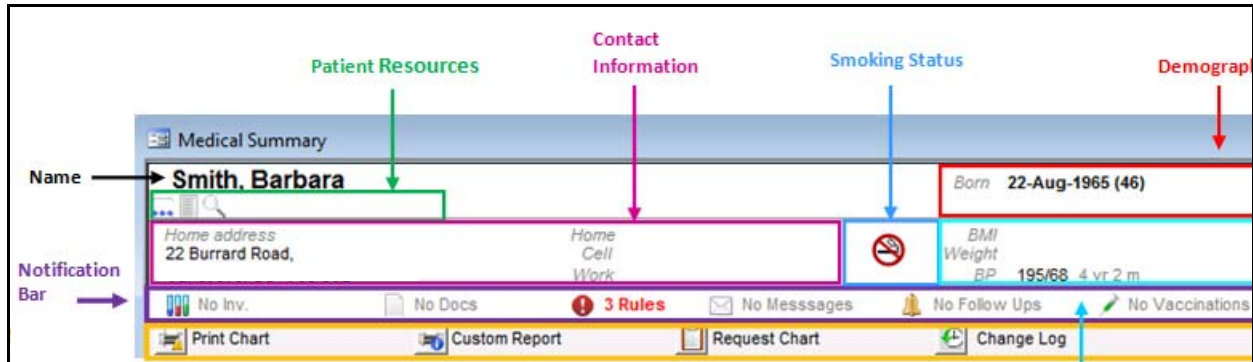 Contact
Information
Patient Resources
Smoking Status
Demograp
Medical Summary
Name
Smith, Barbara
Born 22-Aug-1965 (46)
Home address
22 Burrard Road,
Home
Cell
Work
BMI
Weight
BP 195/68 4 yr 2 m
Notification
Bar
No Inv.
No Docs
3 Rules
No Messsages
No Follow Ups
No Vaccinations
Print Chart
Custom Report
Request Chart
Change Log